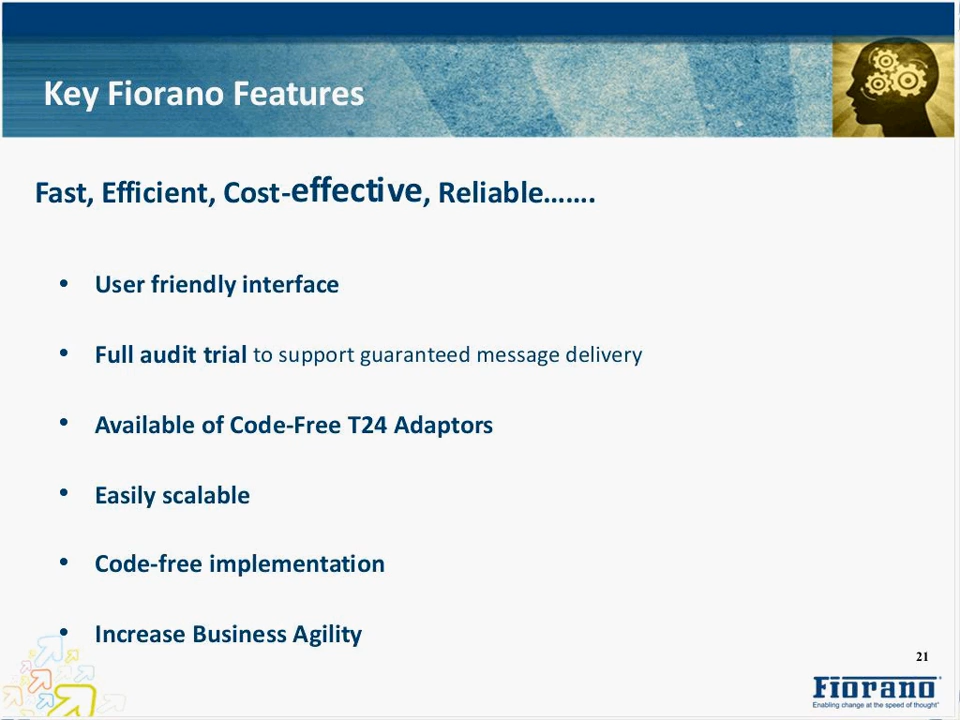 Key Fiorano Features
Fast, Efficient, Cost-effective, Reliable.......
• User friendly interface
• Full audit trial to support guaranteed message delivery
• Available of Code-Free T24 Adaptors
• Easily scalable
• Code-free implementation
• Increase Business Agility
21
Fiorano
Enabling change at the speed of thought"